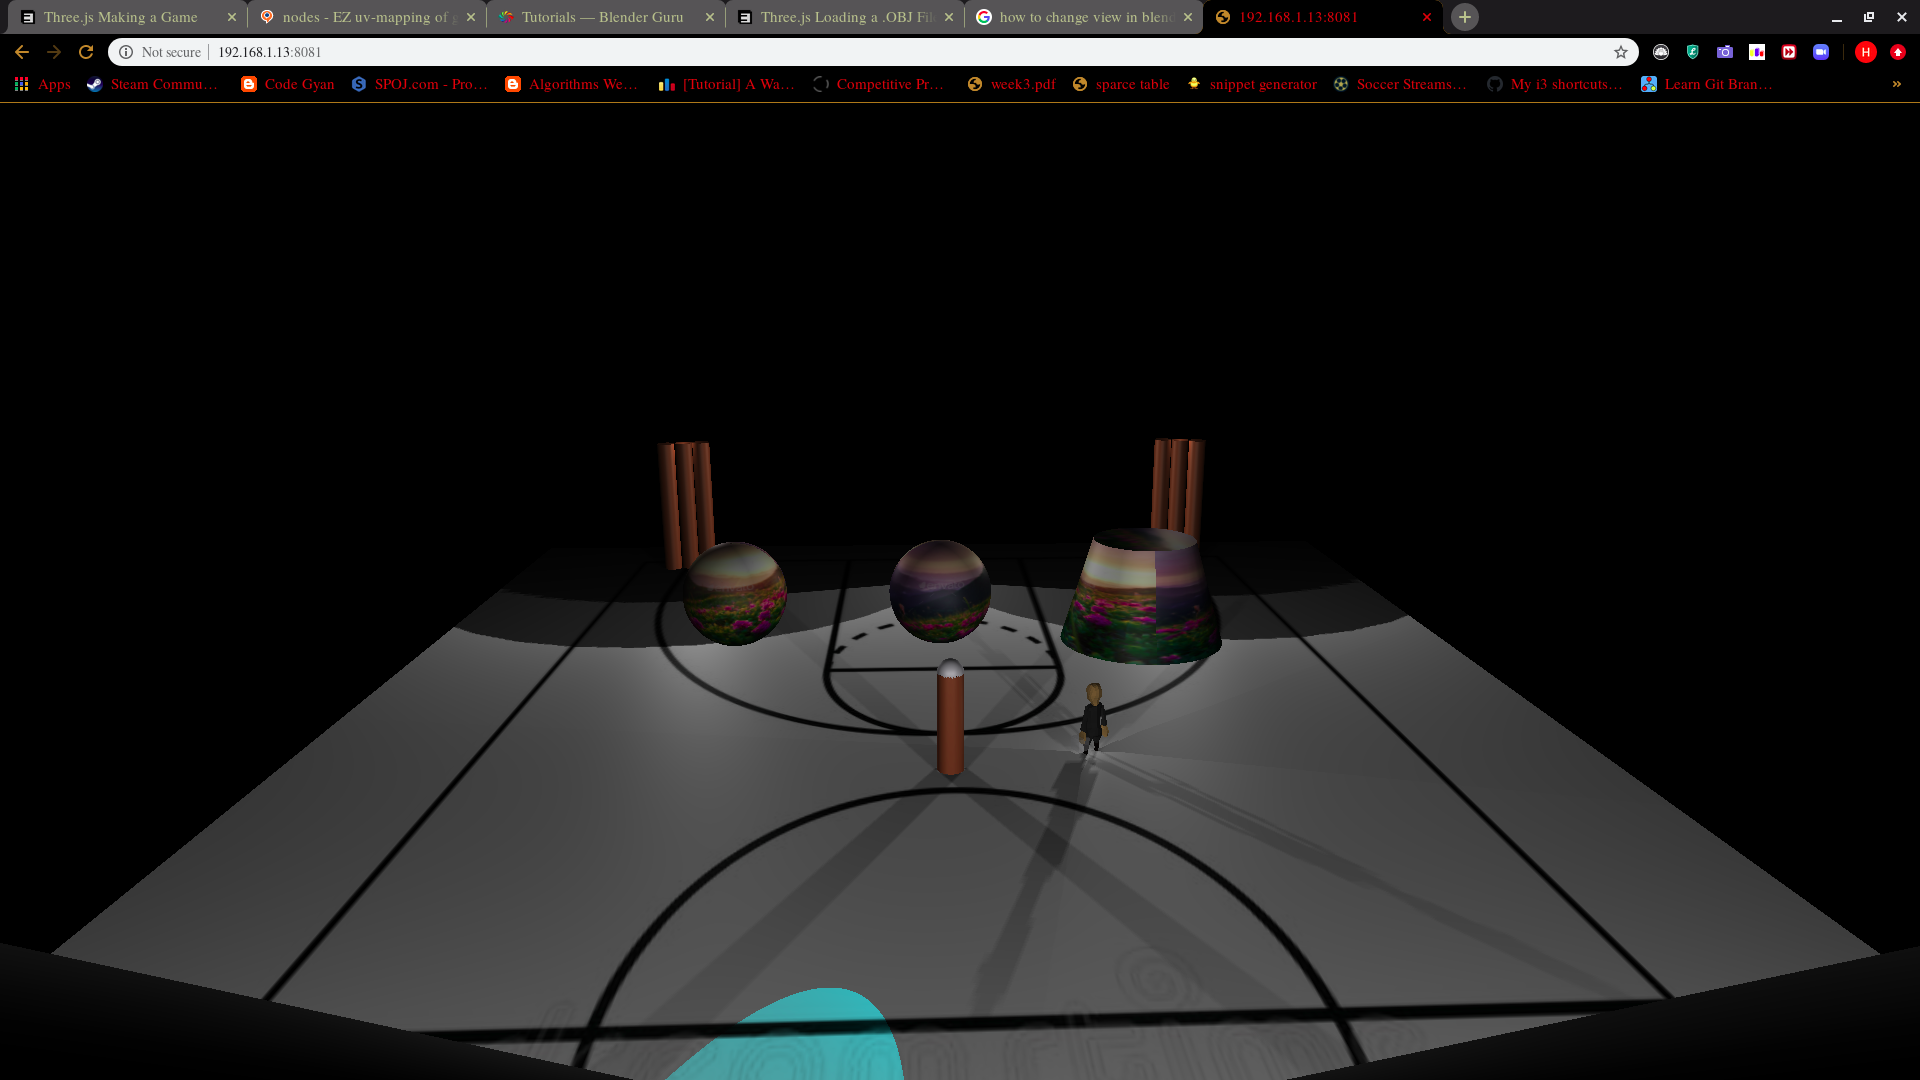 Three.js Making a Game
nodes - EZ uv-mapping of
Tutorials — Blender Guru
Three.js Loading a .OBJ Fil
how to change view in blen
192.168.1.13:8081
Not secure
192.168.1.13:8081
Apps
Steam Commu…
Code Gyan
SPOJ.com - Pro…
Algorithms We…
[Tutorial] A Wa…
Competitive Pr…
week3.pdf
sparce table
snippet generator
Soccer Streams…
My i3 shortcuts…
Learn Git Bran…
»
H